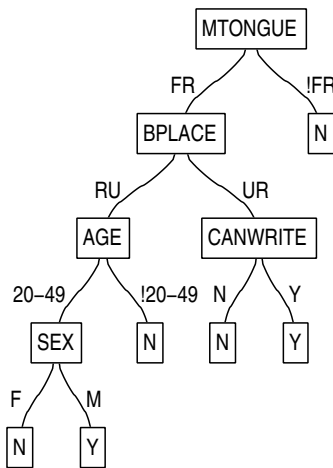 MTONGUE
FR !FR
BPLACE N
RU UR
AGE CANWRITE
20–49 !20–49 N Y
SEX N N Y
F M
N Y